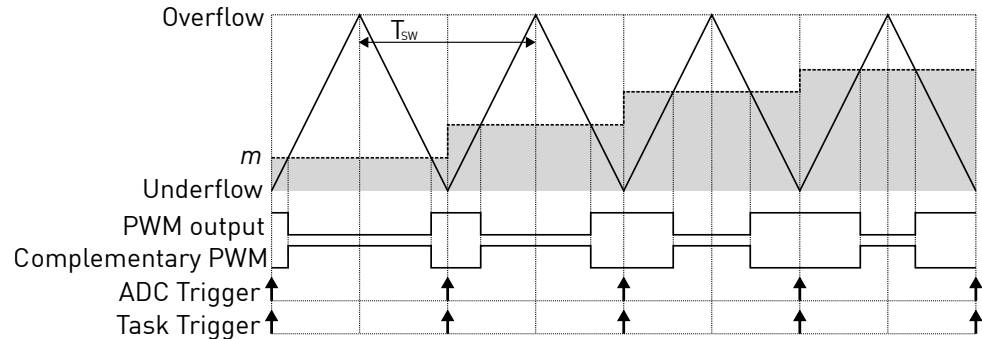 Overflow
Tsw
m
Underflow
PWM output
Complementary PWM
ADC Trigger
Task Trigger